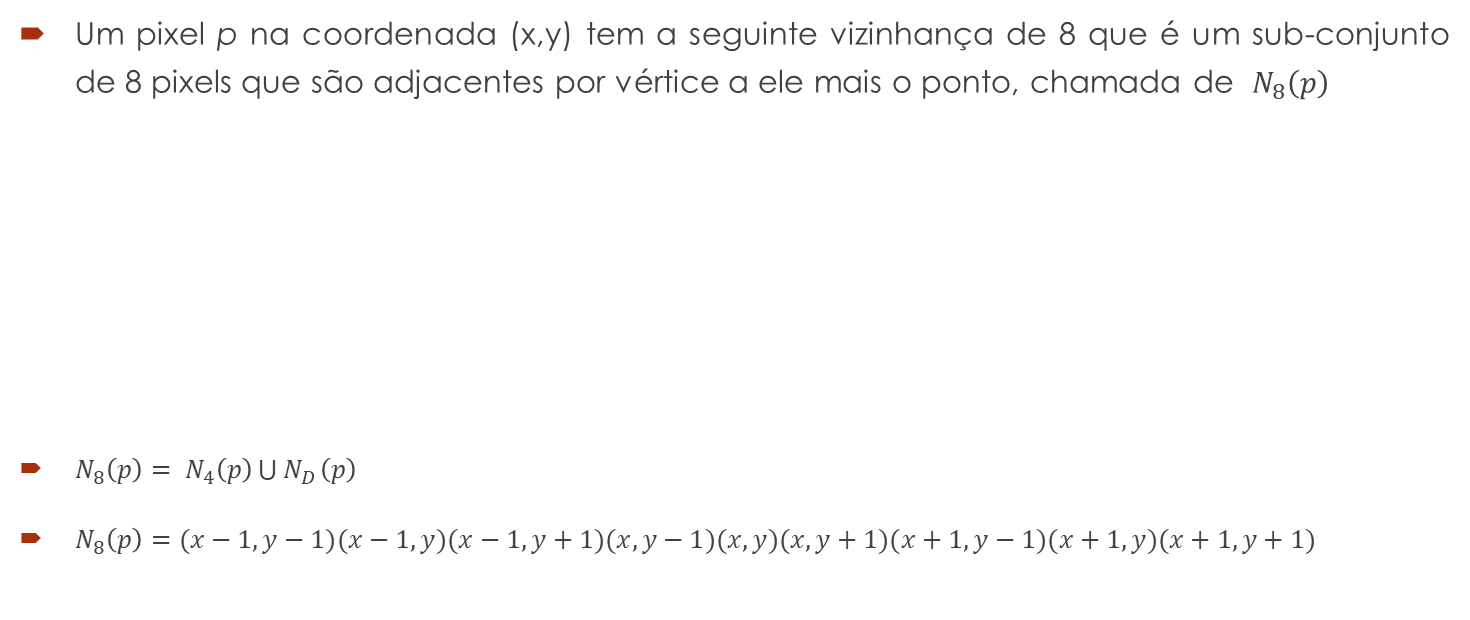 Um pixel p na coordenada (x,y) tem a seguinte vizinhança de 8 que é um sub-conjunto
de 8 pixels que são adjacentes por vértice a ele mais o ponto, chamada de N₈(p)
N₈(p) = N₄(p) ∪ N_D (p)
N₈(p) = (x − 1, y − 1)(x − 1, y)(x − 1, y + 1)(x, y − 1)(x, y)(x, y + 1)(x + 1, y − 1)(x + 1, y)(x + 1, y + 1)